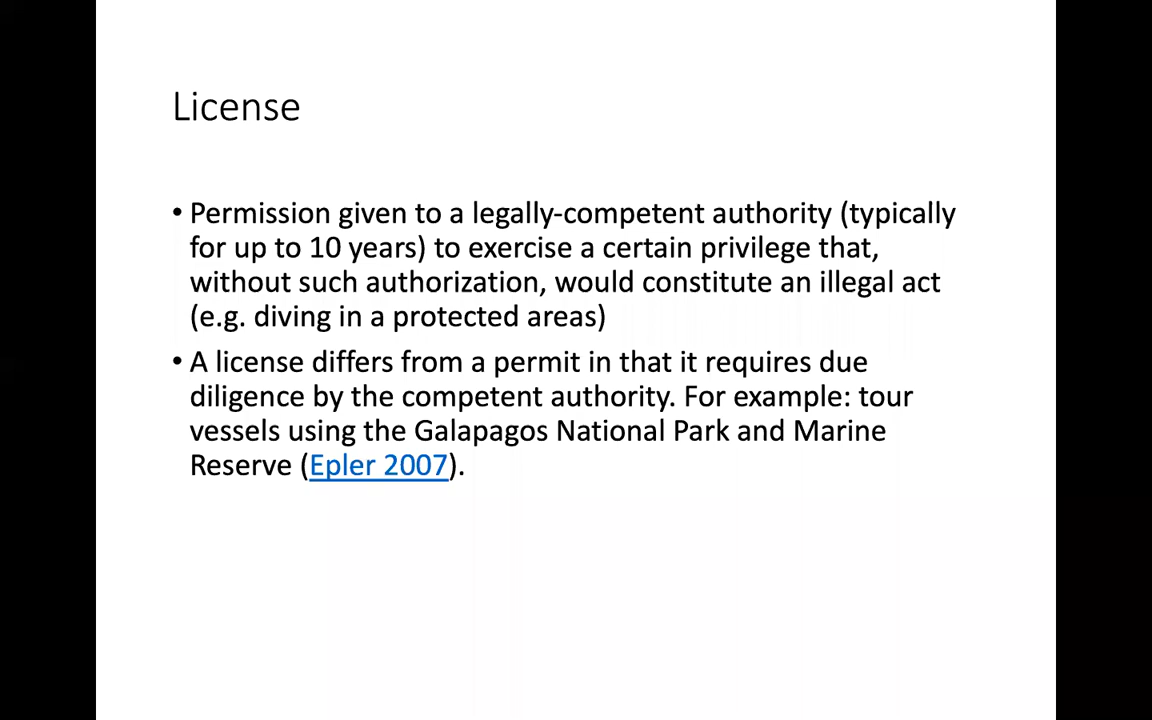 License
• Permission given to a legally-competent authority (typically
for up to 10 years) to exercise a certain privilege that,
without such authorization, would constitute an illegal act
(e.g. diving in a protected areas)
• A license differs from a permit in that it requires due
diligence by the competent authority. For example: tour
vessels using the Galapagos National Park and Marine
Reserve (Epler 2007).